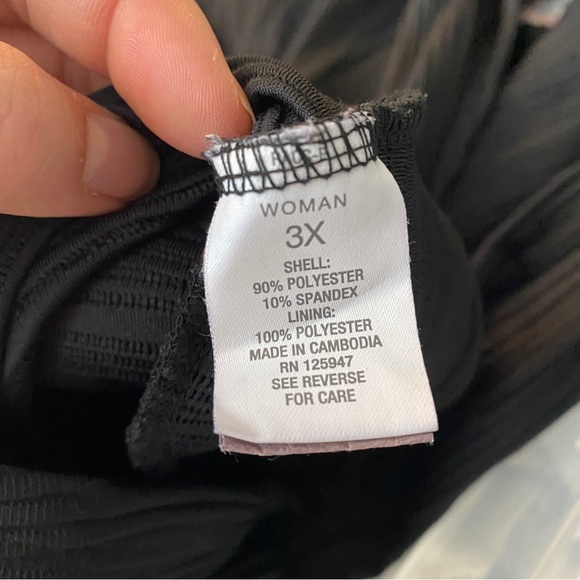 WOMAN
3X
SHELL:
90% POLYESTER
10% SPANDEX
LINING:
100% POLYESTER
MADE IN CAMBODIA
RN 125947
SEE REVERSE
FOR CARE